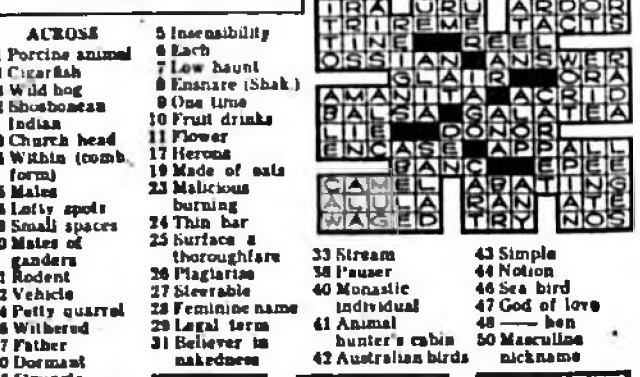 ACROSS
Porcine animal
Cigarfish
Wild hog
Shoshonean
Indian
Church head
Within (comb.
form)
Males
Lofty spots
Small spaces
Mates of
ganders
Rodent
Vehicle
Petty quarrel
Withered
Father
Dormant
5 Insensibility
6 Each
7 Low haunt
8 Ensnare (Shak.)
9 One time
10 Fruit drinks
11 Flower
17 Herons
19 Made of oats
23 Malicious
burning
24 Thin bar
25 Surface a
thoroughfare
26 Plagiarise
27 Steerable
28 Feminine name
29 Legal term
31 Believer in
nakedness
IRA LURU ARDOR
TRIREME TACTS
TINE REEL
OSSIAN ANSWER
GLAIR ORA
AMANITA ACRID
BALSA GALATEA
LIE DONOR
ENCASE APPALL
BANC EPEE
CAMEL ABATING
ALULA RAN ATE
WAGED TRY NOS
33 Stream
38 Pauser
40 Monastic
individual
41 Animal
hunter's cabin
42 Australian birds
43 Simple
44 Notion
46 Sea bird
47 God of love
48 —— hen
50 Masculine
nickname